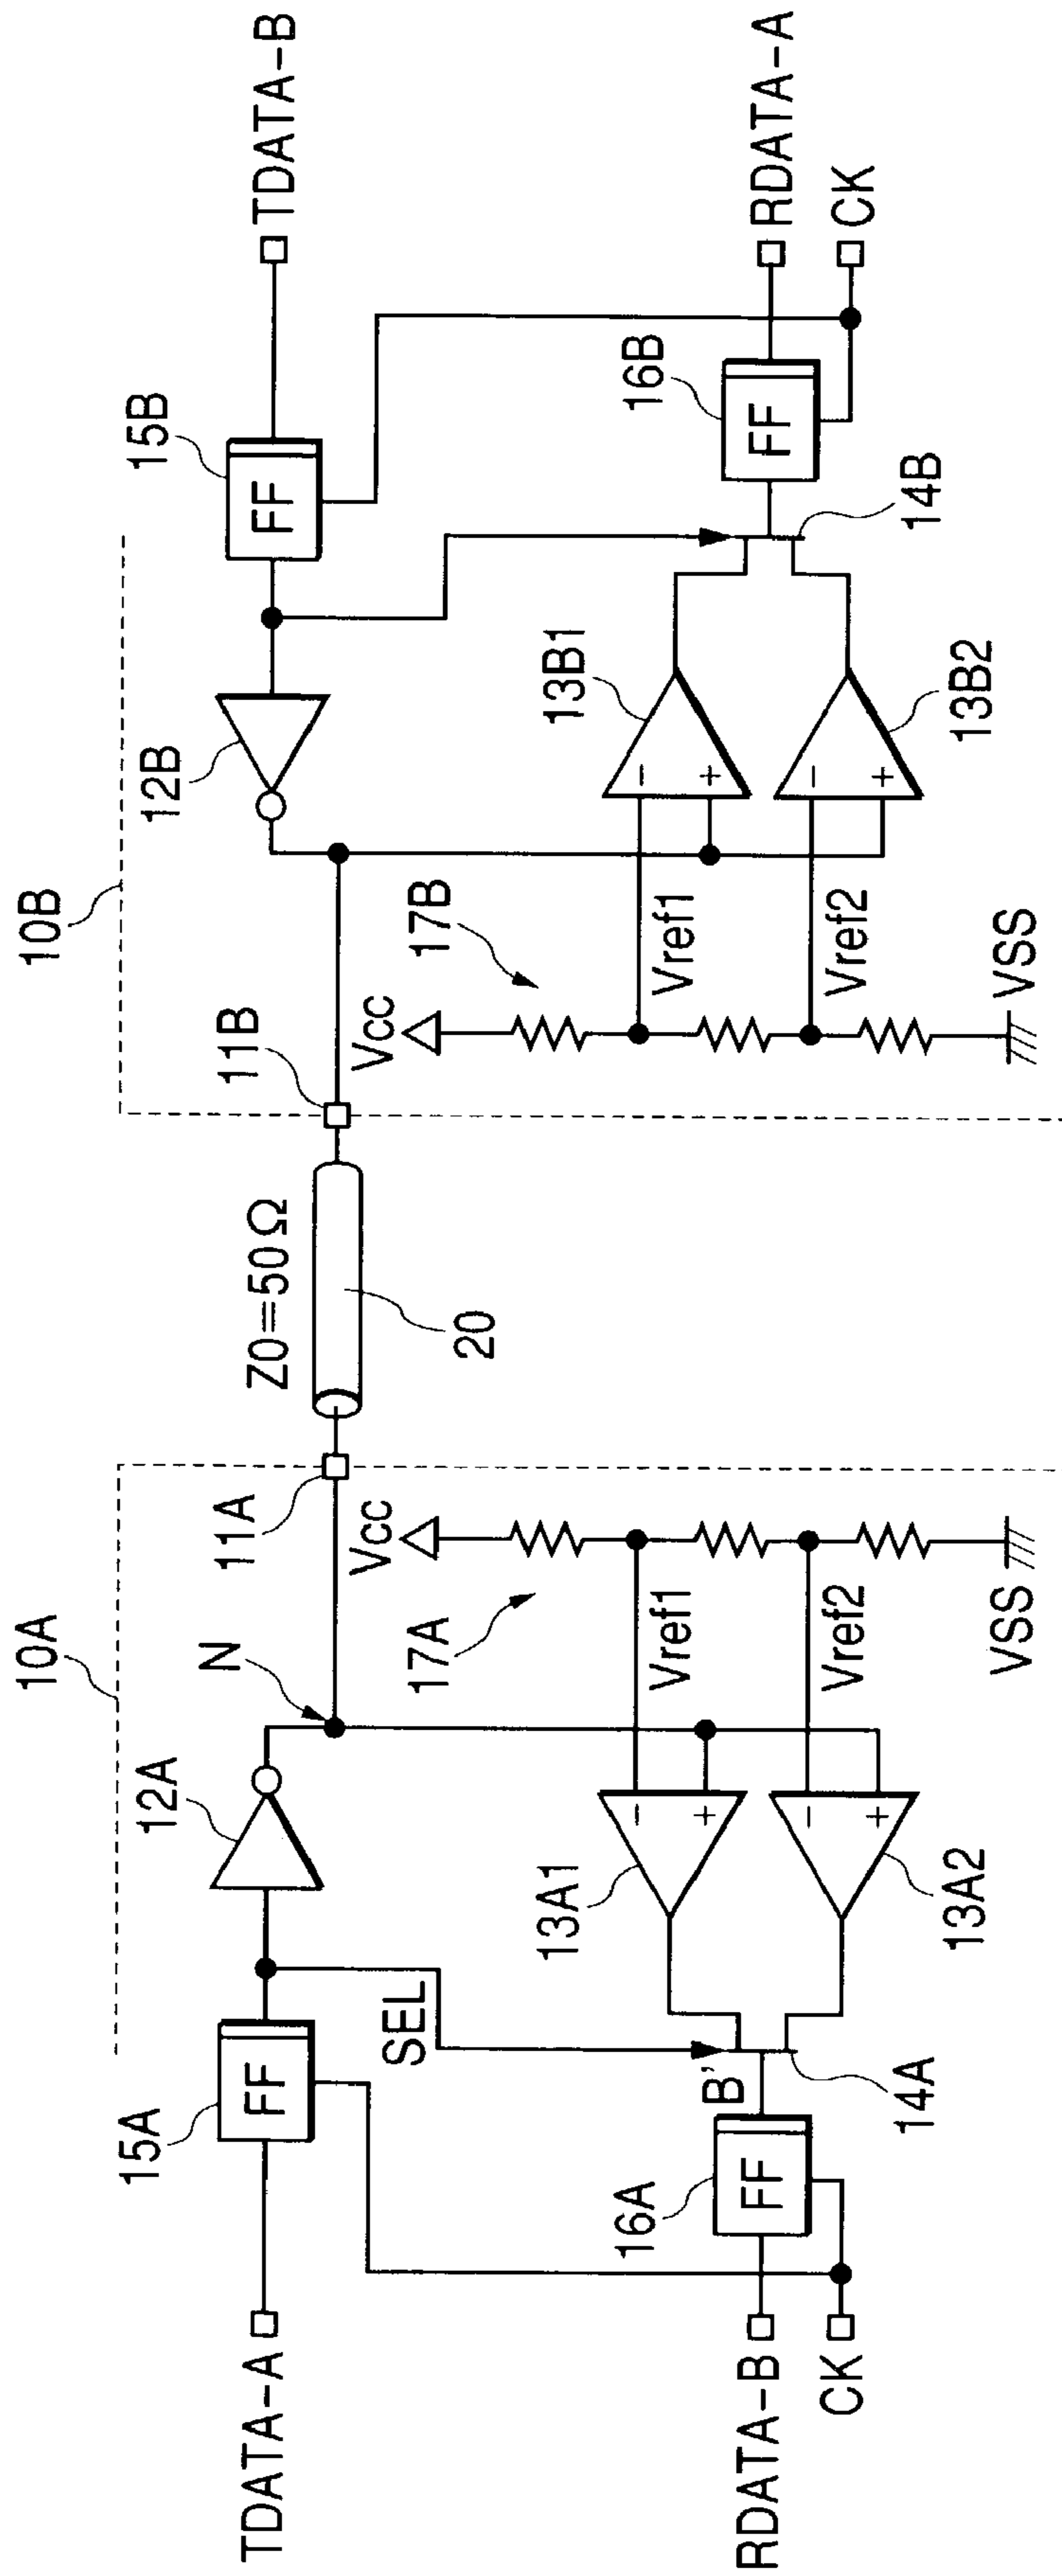 10A
10B
15A
12A
N
11A
Z0=50Ω
11B
12B
15B
TDATA-A
FF
FF
TDATA-B
SEL
Vcc
20
Vcc
17A
17B
13A1
13B1
16A
B'
Vref1
Vref1
16B
RDATA-B
FF
−
+
−
+
FF
RDATA-A
CK
Vref2
Vref2
CK
−
+
−
+
14A
13A2
VSS
VSS
13B2
14B